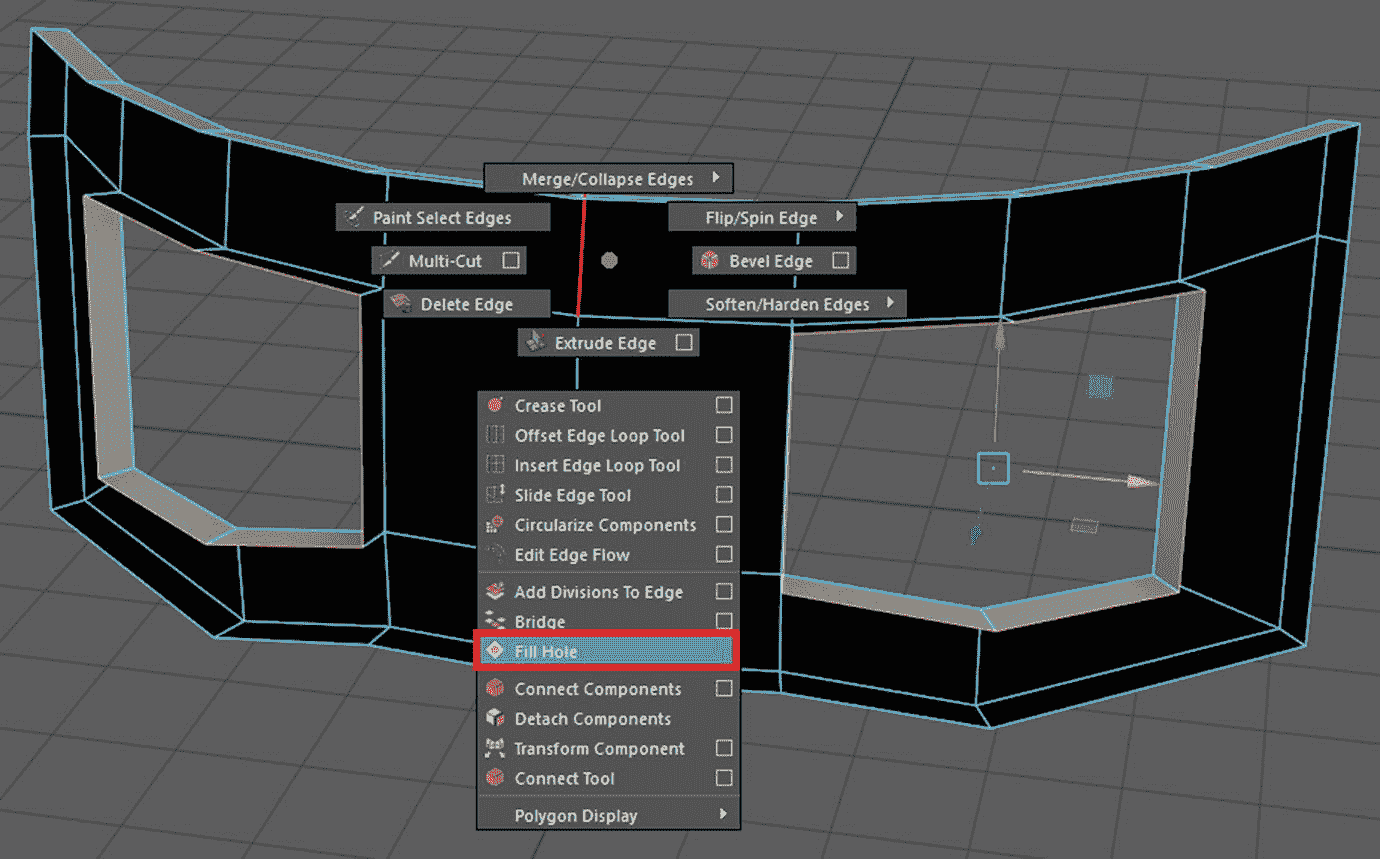 Merge/Collapse Edges
Paint Select Edges
Flip/Spin Edge
Multi-Cut
Bevel Edge
Delete Edge
Soften/Harden Edges
Extrude Edge
Crease Tool
Offset Edge Loop Tool
Insert Edge Loop Tool
Slide Edge Tool
Circularize Components
Edit Edge Flow
Add Divisions To Edge
Bridge
Fill Hole
Connect Components
Detach Components
Transform Component
Connect Tool
Polygon Display